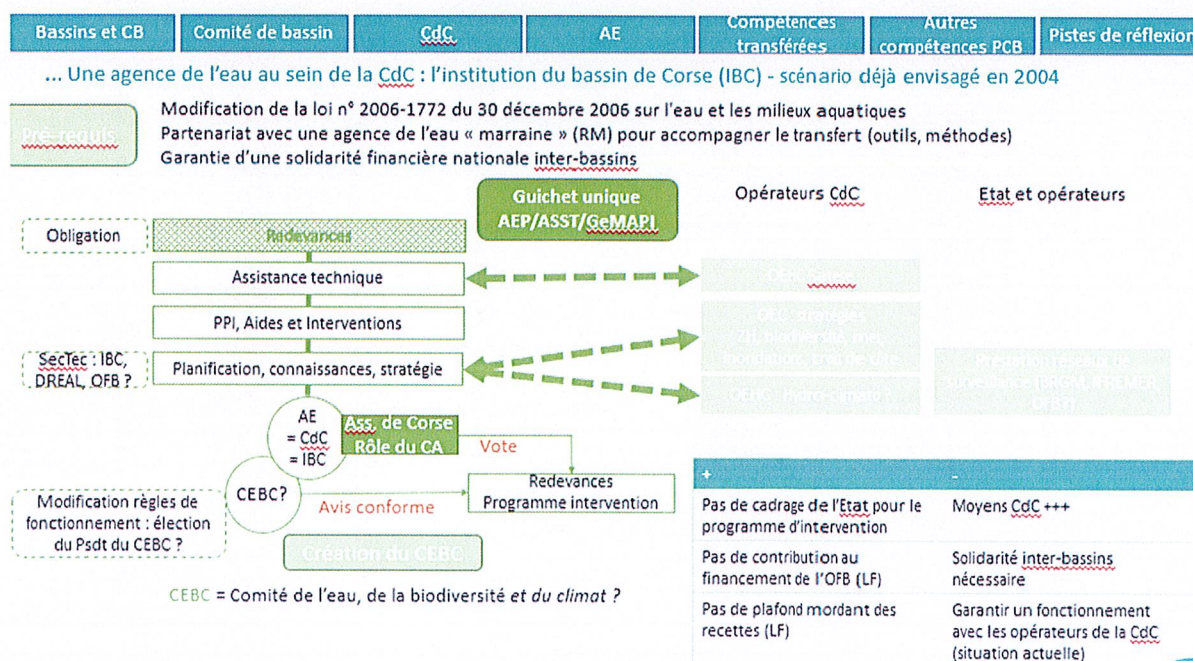 Bassins et CB
Comité de bassin
CdC
AE
Compétences
transférées
Autres
compétences PCB
Pistes de réflexion
... Une agence de l'eau au sein de la CdC : l'institution du bassin de Corse (IBC) - scénario déjà envisagé en 2004
Pré-requis
Modification de la loi n° 2006-1772 du 30 décembre 2006 sur l'eau et les milieux aquatiques
Partenariat avec une agence de l'eau « marraine » (RM) pour accompagner le transfert (outils, méthodes)
Garantie d'une solidarité financière nationale inter-bassins
Guichet unique
AEP/ASST/GeMAPI
Opérateurs CdC
Etat et opérateurs
Obligation
Redevances
Assistance technique
PPI, Aides et Interventions
SecTec : IBC,
DREAL, OFB ?
Planification, connaissances, stratégie
AE
= CdC
= IBC
Ass. de Corse
Rôle du CA
Vote
CEBC?
Avis conforme
Redevances
Programme intervention
Modification règles de
fonctionnement : élection
du Psdt du CEBC ?
Création du CEBC
CEBC = Comité de l'eau, de la biodiversité et du climat ?
+
-
Pas de cadrage de l'Etat pour le
programme d'intervention
Moyens CdC +++
Pas de contribution au
financement de l'OFB (LF)
Solidarité inter-bassins
nécessaire
Pas de plafond mordant des
recettes (LF)
Garantir un fonctionnement
avec les opérateurs de la CdC
(situation actuelle)